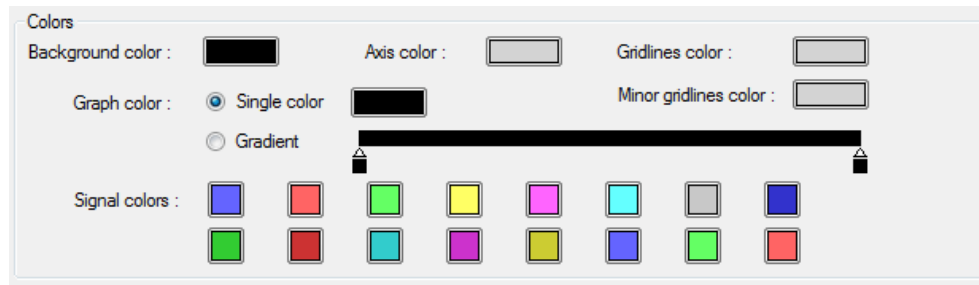 Colors
Background color :
Axis color :
Gridlines color :
Graph color :
Single color
Minor gridlines color :
Gradient
Signal colors :